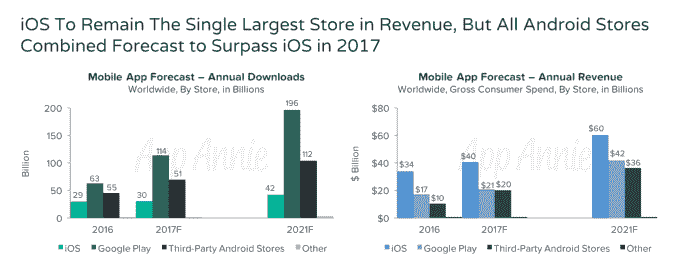 iOS To Remain The Single Largest Store in Revenue, But All Android Stores
Combined Forecast to Surpass iOS in 2017
Mobile App Forecast – Annual Downloads
Worldwide, By Store, in Billions
200
150
100
50
0
Billion
29
63
55
30
114
51
42
196
112
2016
2017F
2021F
iOS
Google Play
Third-Party Android Stores
Other
App Annie
Mobile App Forecast – Annual Revenue
Worldwide, Gross Consumer Spend, By Store, in Billions
$80
$60
$40
$20
$0
$ Billion
$34
$17
$10
$40
$21
$20
$60
$42
$36
2016
2017F
2021F
iOS
Google Play
Third-Party Android Stores
Other
App Annie